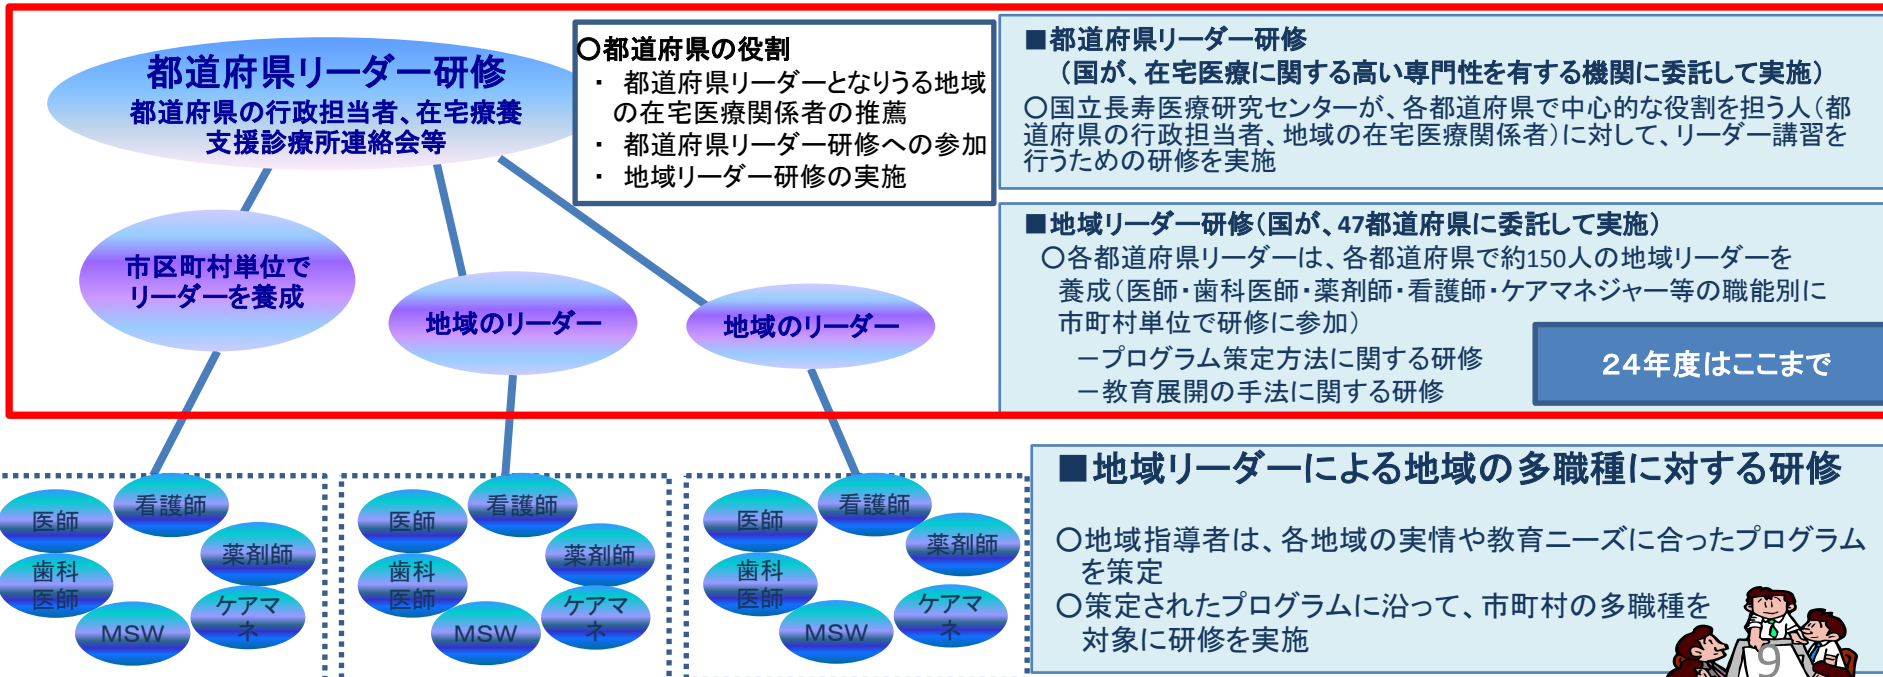 都道府県リーダー研修
都道府県の行政担当者、在宅療養
支援診療所連絡会等
○都道府県の役割
・ 都道府県リーダーとなりうる地域
の在宅医療関係者の推薦
・ 都道府県リーダー研修への参加
・ 地域リーダー研修の実施
■都道府県リーダー研修
（国が、在宅医療に関する高い専門性を有する機関に委託して実施）
○国立長寿医療研究センターが、各都道府県で中心的な役割を担う人（都
道府県の行政担当者、地域の在宅医療関係者）に対して、リーダー講習を
行うための研修を実施
市区町村単位で
リーダーを養成
地域のリーダー
地域のリーダー
■地域リーダー研修（国が、47都道府県に委託して実施）
○各都道府県リーダーは、各都道府県で約150人の地域リーダーを
養成（医師・歯科医師・薬剤師・看護師・ケアマネジャー等の職能別に
市町村単位で研修に参加）
－プログラム策定方法に関する研修
－教育展開の手法に関する研修
２４年度はここまで
医師
看護師
薬剤師
歯科
医師
ケアマ
ネ
MSW
医師
看護師
薬剤師
歯科
医師
ケアマ
ネ
MSW
医師
看護師
薬剤師
歯科
医師
ケアマ
ネ
MSW
■地域リーダーによる地域の多職種に対する研修
○地域指導者は、各地域の実情や教育ニーズに合ったプログラム
を策定
○策定されたプログラムに沿って、市町村の多職種を
対象に研修を実施
9